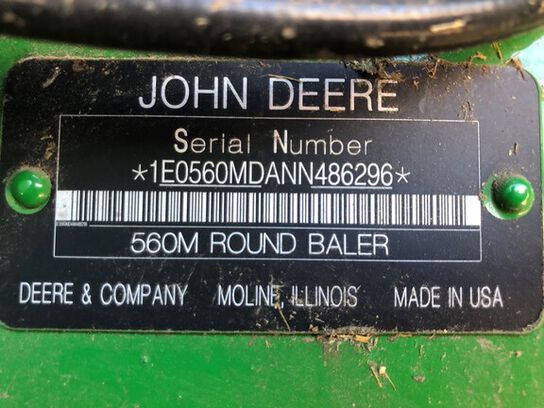 JOHN DEERE
Serial Number
*1E0560MDANN486296*
560M ROUND BALER
DEERE & COMPANY MOLINE, ILLINOIS MADE IN USA